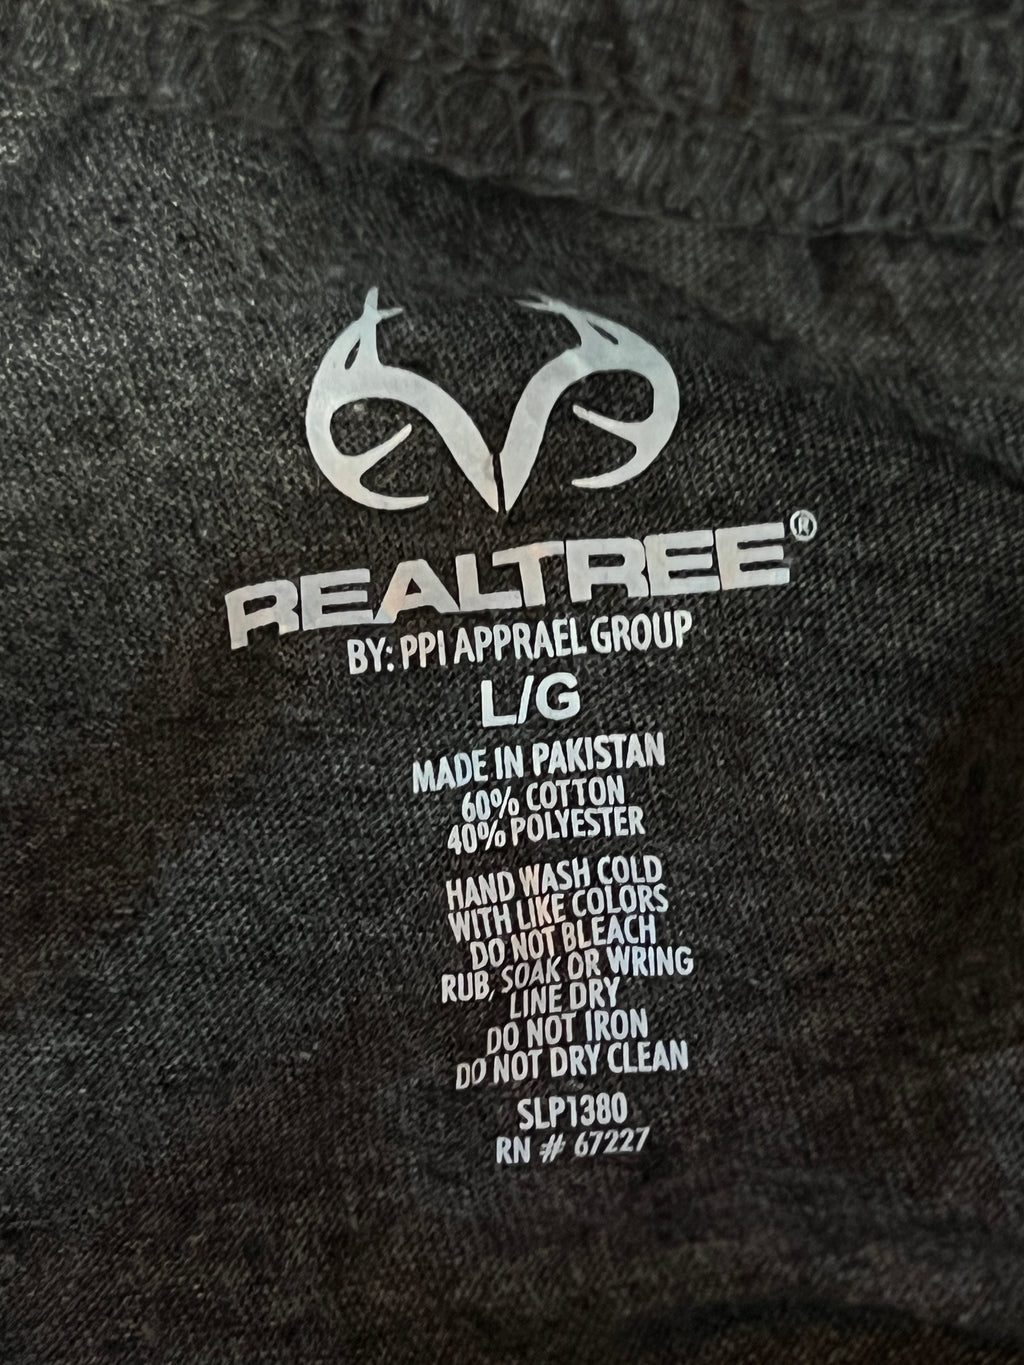 REALTREE®
BY: PPI APPRAEL GROUP
L/G
MADE IN PAKISTAN
60% COTTON
40% POLYESTER
HAND WASH COLD
WITH LIKE COLORS
DO NOT BLEACH
RUB, SOAK OR WRING
LINE DRY
DO NOT IRON
DO NOT DRY CLEAN
SLP1380
RN # 67227